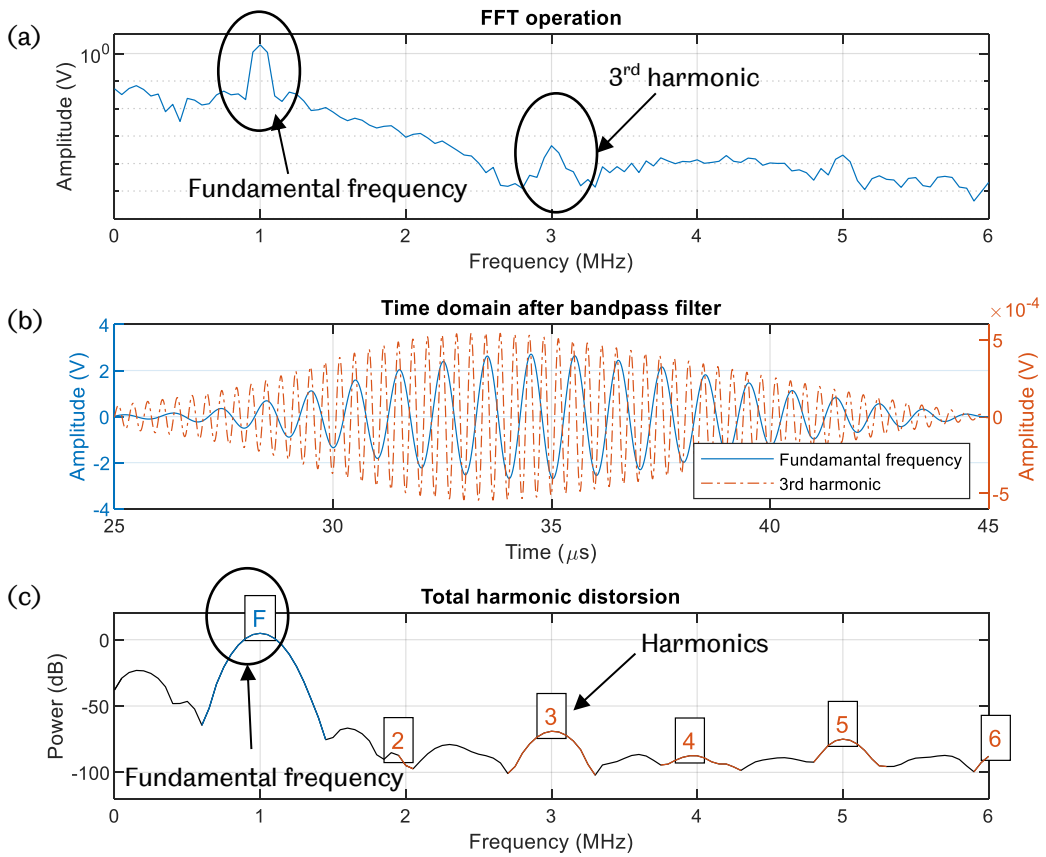 FFT operation
(a)
10⁰
Amplitude (V)
3rd harmonic
Fundamental frequency
0 1 2 3 4 5 6
Frequency (MHz)
Time domain after bandpass filter
(b)
×10⁻⁴
4
2
0
-2
-4
Amplitude (V)
5
0
-5
Amplitude (V)
Fundamantal frequency
3rd harmonic
25 30 35 40 45
Time (μs)
Total harmonic distorsion
(c)
0
-50
-100
Power (dB)
F
Harmonics
2
3
4
5
6
Fundamental frequency
0 1 2 3 4 5 6
Frequency (MHz)